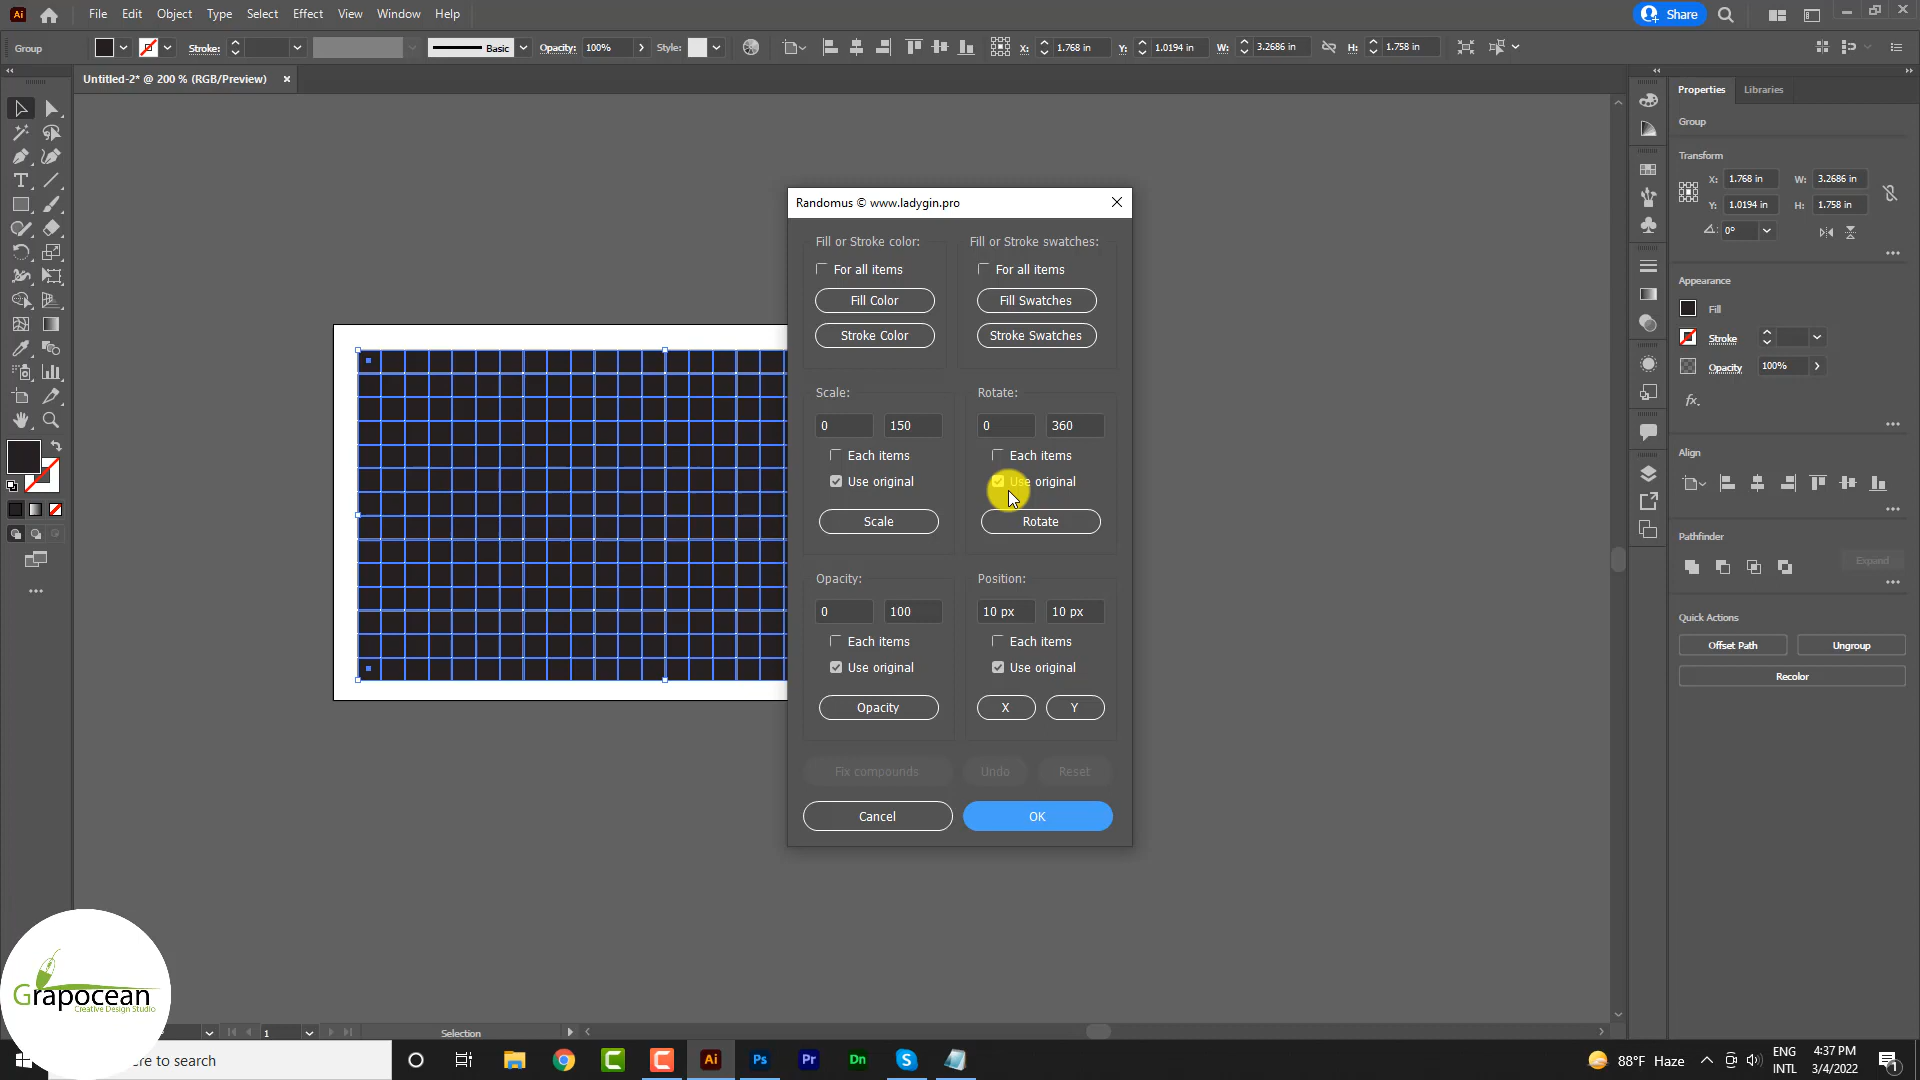 Ai
File
Edit
Object
Type
Select
Effect
View
Window
Help
Share
Group
Stroke:
Basic
Opacity:
100%
Style:
X:
1.768 in
Y:
1.0194 in
W:
3.2686 in
H:
1.758 in
Untitled-2* @ 200 % (RGB/Preview)
Randomus © www.ladygin.pro
Fill or Stroke color:
Fill or Stroke swatches:
For all items
For all items
Fill Color
Fill Swatches
Stroke Color
Stroke Swatches
Scale:
Rotate:
0
150
0
360
Each items
Each items
Use original
Use original
Scale
Rotate
Opacity:
Position:
0
100
10 px
10 px
Each items
Each items
Use original
Use original
Opacity
X
Y
Fix compounds
Undo
Reset
Cancel
OK
Properties
Libraries
Group
Transform
X:
1.768 in
W:
3.2686 in
Y:
1.0194 in
H:
1.758 in
0°
Appearance
Fill
Stroke
Opacity
100%
fx.
Align
Pathfinder
Expand
Quick Actions
Offset Path
Ungroup
Recolor
Grapocean
Creative Design Studio
1
Selection
ere to search
Ai
Ps
Pr
Dn
88°F Haze
ENG
INTL
4:37 PM
3/4/2022
1